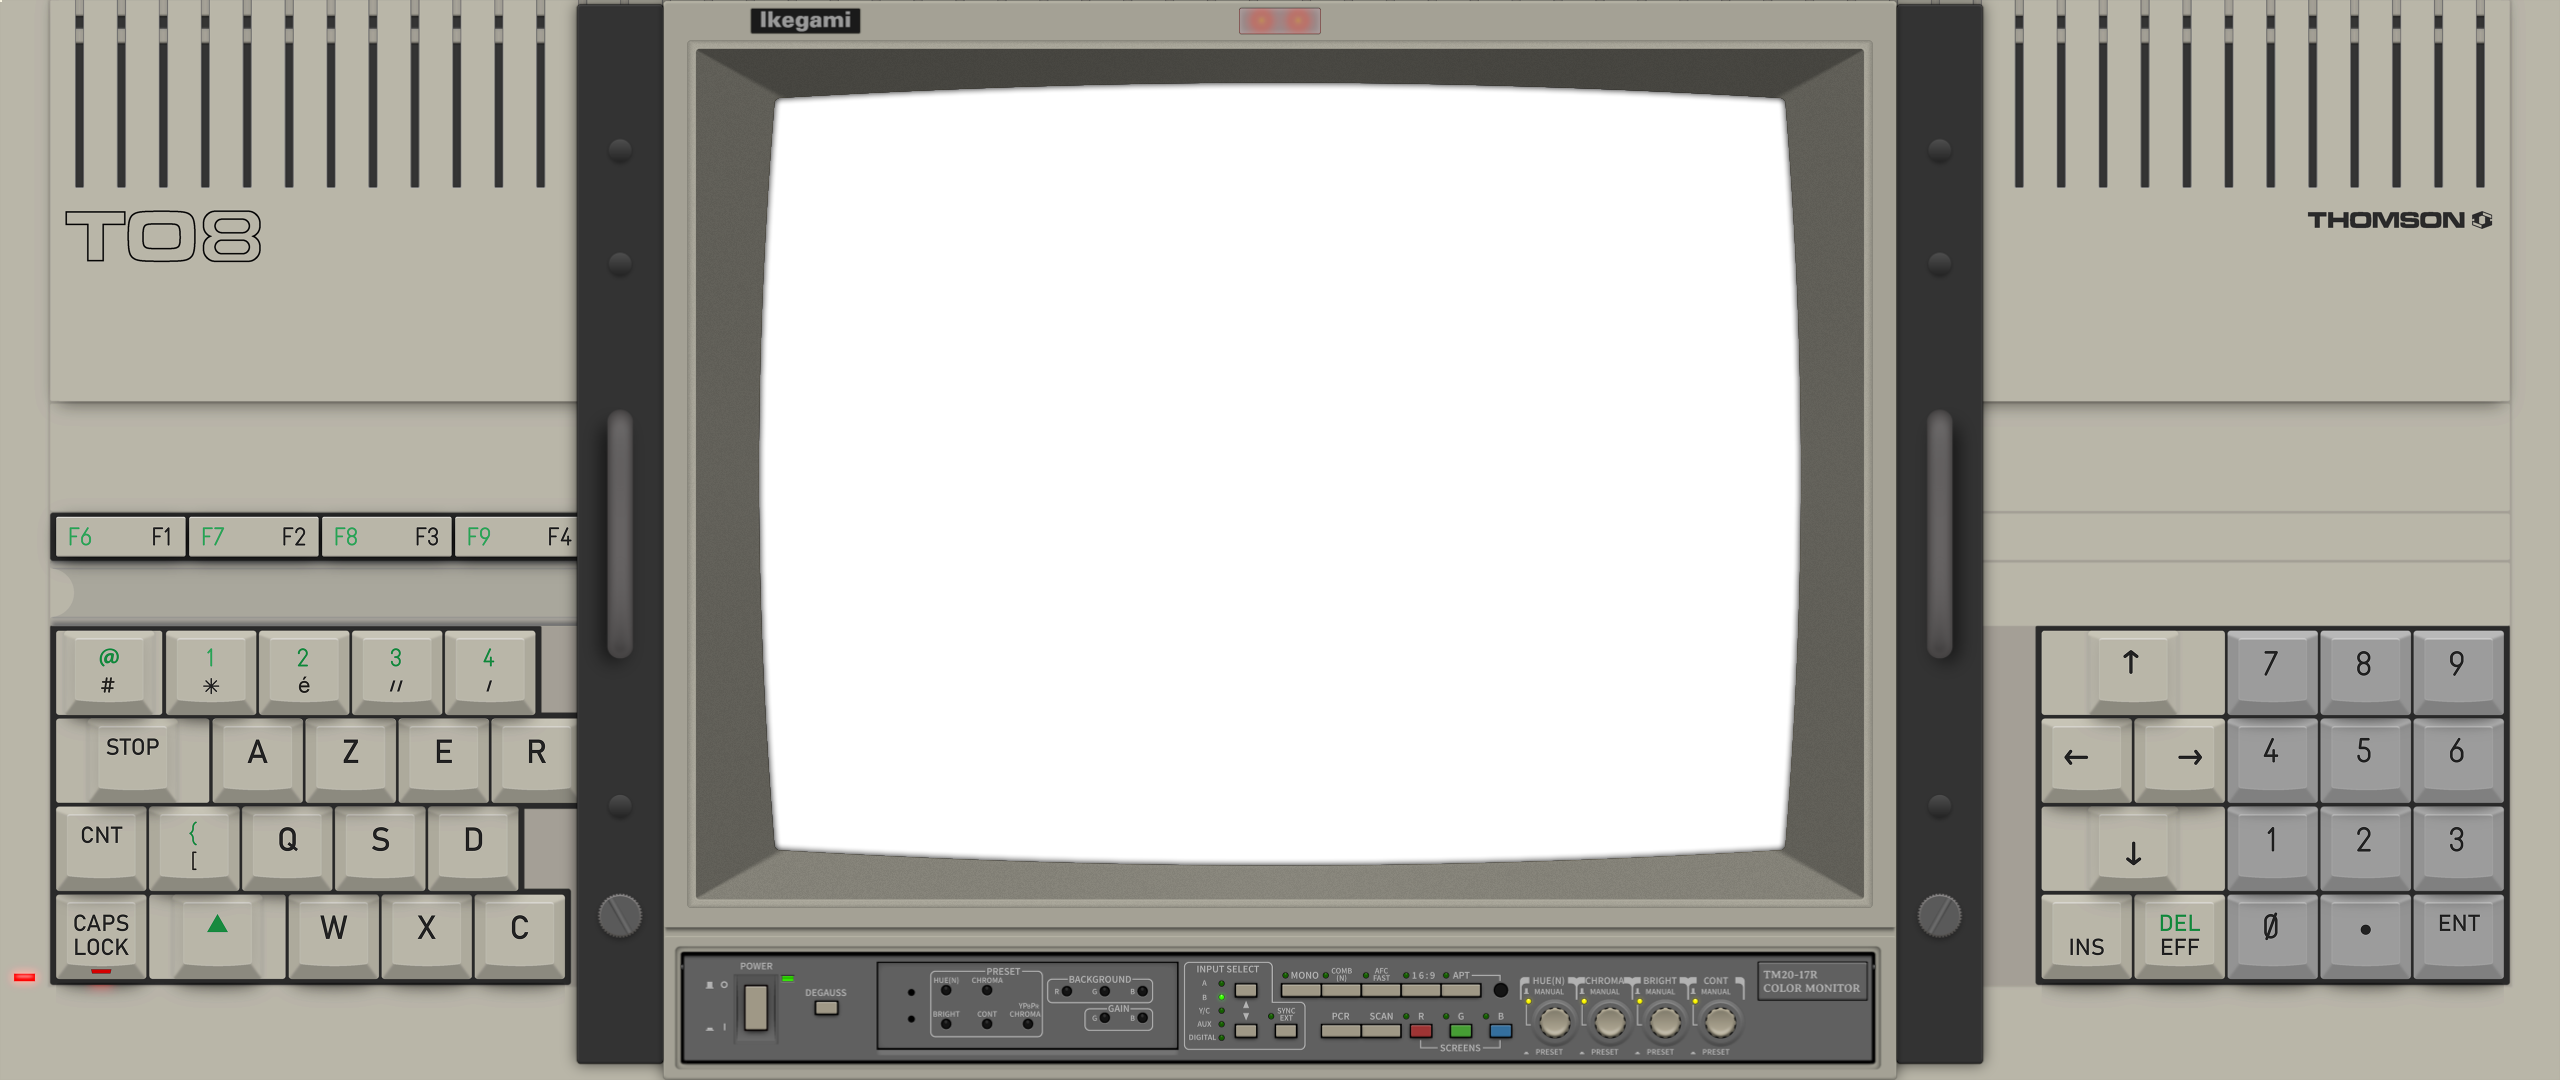 Ikegami
TO8
THOMSON
F6 F1 F7 F2 F8 F3 F9 F4
@ 1 2 3 4
# * é // /
STOP A Z E R
CNT { [ Q S D
CAPS LOCK W X C
↑ 7 8 9
← → 4 5 6
↓ 1 2 3
INS DEL EFF 0 . ENT
POWER
DEGAUSS
PRESET
HUE(N) CHROMA
BRIGHT CONT YPBPR CHROMA
BACKGROUND
R G B
GAIN
G B
INPUT SELECT
A
B
Y/C
AUX
DIGITAL
SYNC EXT
MONO COMB (N) AFC FAST 16:9 APT
PCR SCAN R G B
SCREENS
HUE(N) CHROMA BRIGHT CONT
MANUAL MANUAL MANUAL MANUAL
PRESET PRESET PRESET PRESET
TM20-17R
COLOR MONITOR